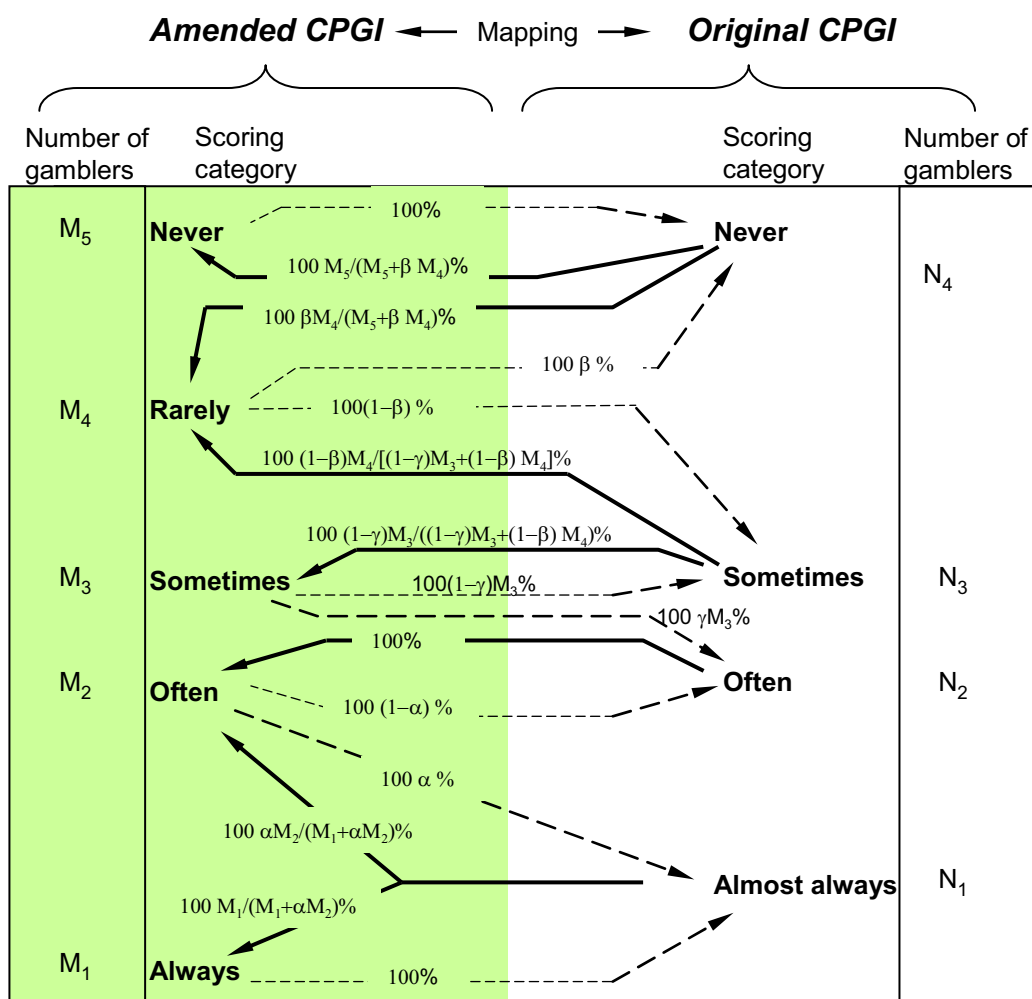 Amended CPGI Mapping Original CPGI
Number of gamblers
Scoring category
Scoring category
Number of gamblers
100%
M₅ Never Never
100 M₅/(M₅+β M₄)%
N₄
100 βM₄/(M₅+β M₄)%
100 β %
M₄ Rarely 100(1−β) %
100 (1−β)M₄/[(1−γ)M₃+(1−β) M₄]%
100 (1−γ)M₃/((1−γ)M₃+(1−β) M₄)%
M₃ Sometimes 100(1−γ)M₃% Sometimes N₃
100 γM₃%
100%
M₂ Often Often N₂
100 (1−α) %
100 α %
100 αM₂/(M₁+αM₂)%
Almost always N₁
100 M₁/(M₁+αM₂)%
M₁ Always 100%